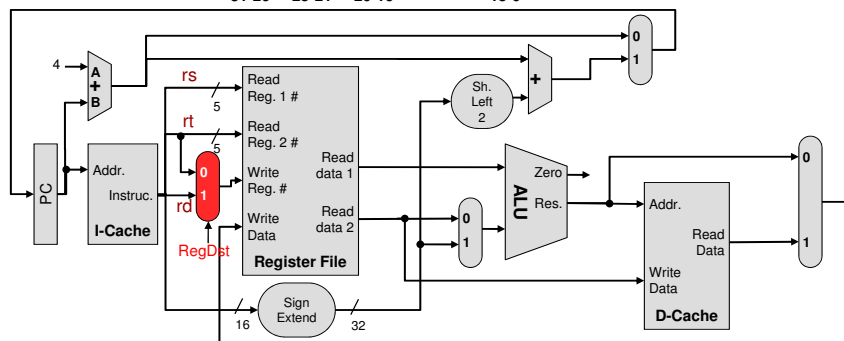 4
A
+
B
0
1
+
Sh.
Left
2
rs
5
Read
Reg. 1 #
rt
5
Read
Reg. 2 #
0
1
Write
Reg. #
rd
RegDst
Write
Data
Read
data 1
Read
data 2
Register File
PC
Addr.
Instruc.
I-Cache
0
1
ALU
Zero
Res.
Addr.
Read
Data
Write
Data
D-Cache
0
1
16
Sign
Extend
32